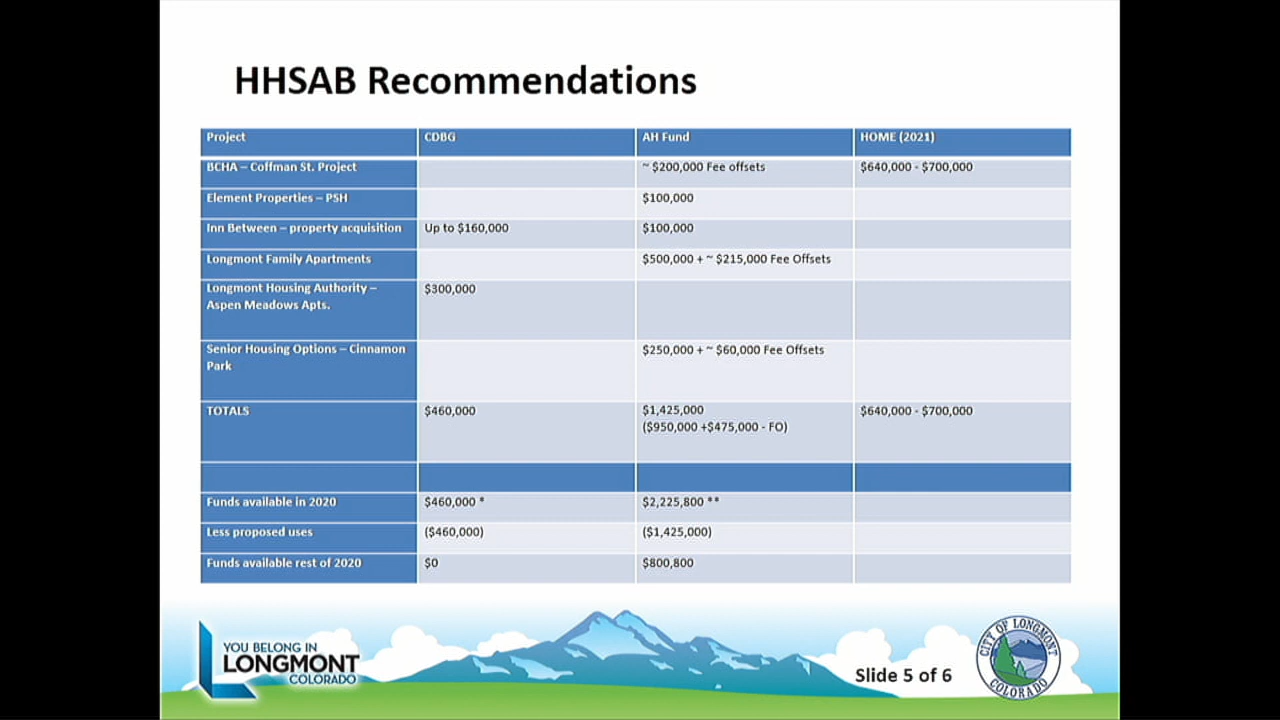 HHSAB Recommendations
Project CDBG AH Fund HOME (2021)
BCHA – Coffman St. Project ~ $200,000 Fee offsets $640,000 - $700,000
Element Properties – PSH $100,000
Inn Between – property acquisition Up to $160,000 $100,000
Longmont Family Apartments $500,000 + ~ $215,000 Fee Offsets
Longmont Housing Authority – $300,000
Aspen Meadows Apts.
Senior Housing Options – Cinnamon $250,000 + ~ $60,000 Fee Offsets
Park
TOTALS $460,000 $1,425,000 $640,000 - $700,000
($950,000 +$475,000 - FO)
Funds available in 2020 $460,000 * $2,225,800 **
Less proposed uses ($460,000) ($1,425,000)
Funds available rest of 2020 $0 $800,800
YOU BELONG IN
LONGMONT
COLORADO
Slide 5 of 6
CITY OF LONGMONT
COLORADO